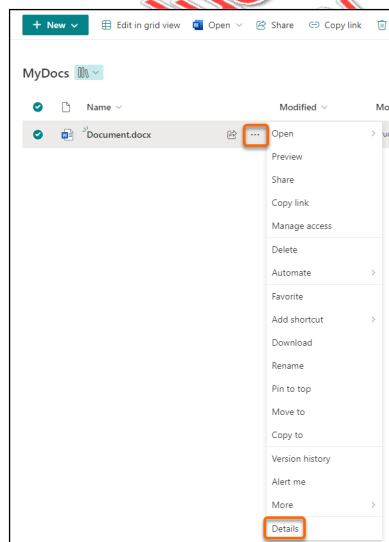 + New Edit in grid view Open Share Copy link
MyDocs
Name Modified Mo
Document.docx ... Open
Preview
Share
Copy link
Manage access
Delete
Automate
Favorite
Add shortcut
Download
Rename
Pin to top
Move to
Copy to
Version history
Alert me
More
Details